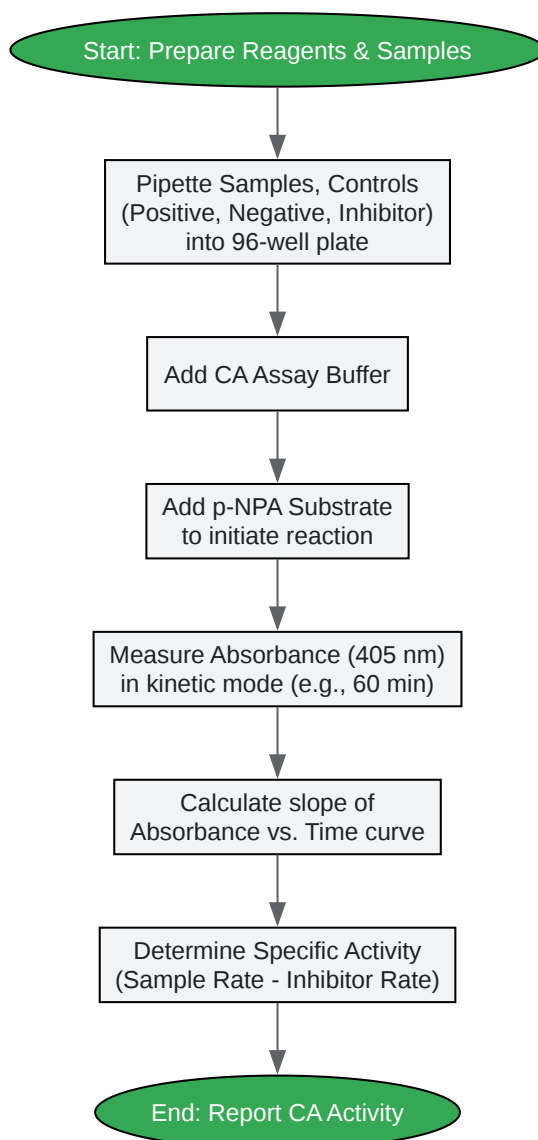 Start: Prepare Reagents & Samples
Pipette Samples, Controls
(Positive, Negative, Inhibitor)
into 96-well plate
Add CA Assay Buffer
Add p-NPA Substrate
to initiate reaction
Measure Absorbance (405 nm)
in kinetic mode (e.g., 60 min)
Calculate slope of
Absorbance vs. Time curve
Determine Specific Activity
(Sample Rate - Inhibitor Rate)
End: Report CA Activity